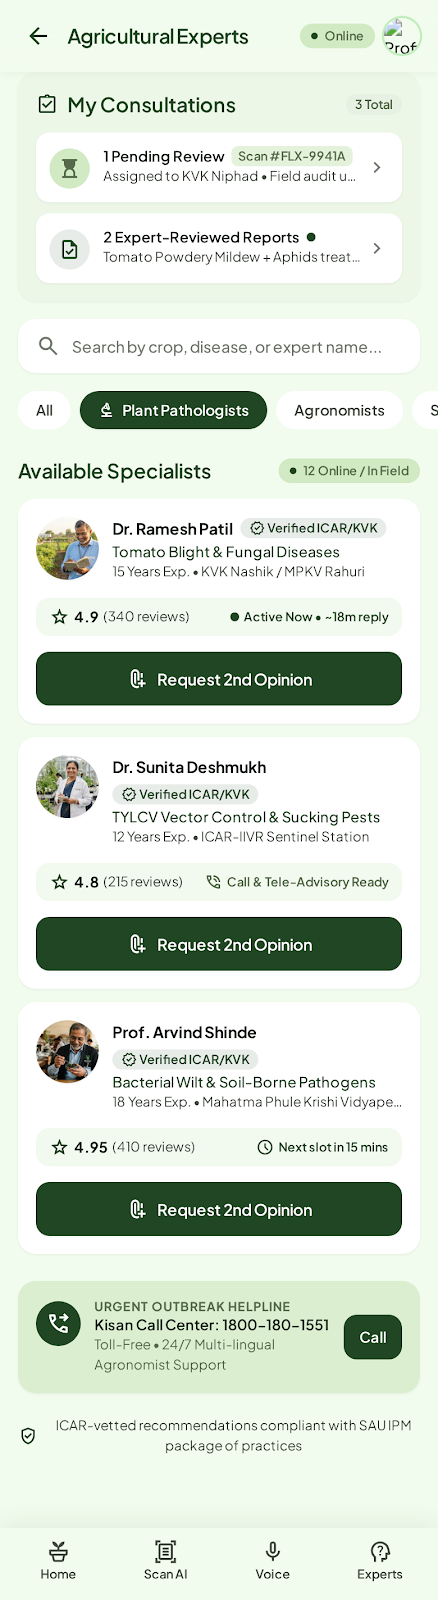 Agricultural Experts
Online
Prof
My Consultations
3 Total
1 Pending Review
Scan #FLX-9941A
Assigned to KVK Niphad • Field audit u...
2 Expert-Reviewed Reports
Tomato Powdery Mildew + Aphids treat...
Search by crop, disease, or expert name...
All
Plant Pathologists
Agronomists
S
Available Specialists
12 Online / In Field
Dr. Ramesh Patil
Verified ICAR/KVK
Tomato Blight & Fungal Diseases
15 Years Exp. • KVK Nashik / MPKV Rahuri
4.9 (340 reviews)
Active Now • ~18m reply
Request 2nd Opinion
Dr. Sunita Deshmukh
Verified ICAR/KVK
TYLCV Vector Control & Sucking Pests
12 Years Exp. • ICAR-IIVR Sentinel Station
4.8 (215 reviews)
Call & Tele-Advisory Ready
Request 2nd Opinion
Prof. Arvind Shinde
Verified ICAR/KVK
Bacterial Wilt & Soil-Borne Pathogens
18 Years Exp. • Mahatma Phule Krishi Vidyape...
4.95 (410 reviews)
Next slot in 15 mins
Request 2nd Opinion
URGENT OUTBREAK HELPLINE
Kisan Call Center: 1800-180-1551
Toll-Free • 24/7 Multi-lingual
Agronomist Support
Call
ICAR-vetted recommendations compliant with SAU IPM
package of practices
Home
Scan AI
Voice
Experts